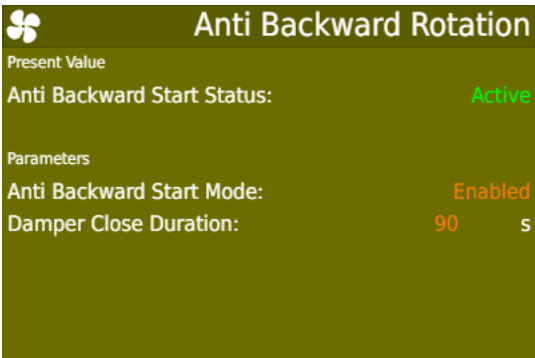 Anti Backward Rotation
Present Value
Anti Backward Start Status: Active
Parameters
Anti Backward Start Mode: Enabled
Damper Close Duration: 90 s